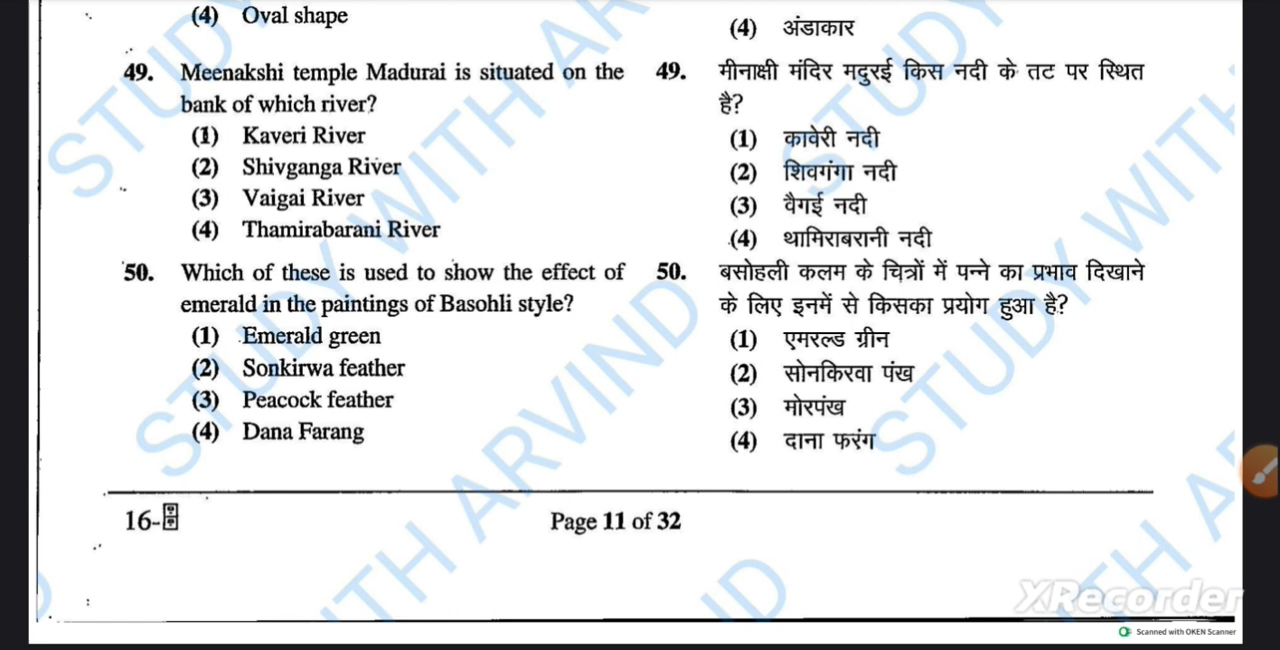 (4) Oval shape
49. Meenakshi temple Madurai is situated on the
bank of which river?
(1) Kaveri River
(2) Shivganga River
(3) Vaigai River
(4) Thamirabarani River
50. Which of these is used to show the effect of
emerald in the paintings of Basohli style?
(1) Emerald green
(2) Sonkirwa feather
(3) Peacock feather
(4) Dana Farang
(4) अंडाकार
49. मीनाक्षी मंदिर मदुरई किस नदी के तट पर स्थित
है?
(1) कावेरी नदी
(2) शिवगंगा नदी
(3) वैगई नदी
(4) थामिराबरानी नदी
50. बसोहली कलम के चित्रों में पन्ने का प्रभाव दिखाने
के लिए इनमें से किसका प्रयोग हुआ है?
(1) एमरल्ड ग्रीन
(2) सोनकिरवा पंख
(3) मोरपंख
(4) दाना फरंग
16-
Page 11 of 32
STUDY WITH ARVIND
XRecorder
Scanned with OKEN Scanner